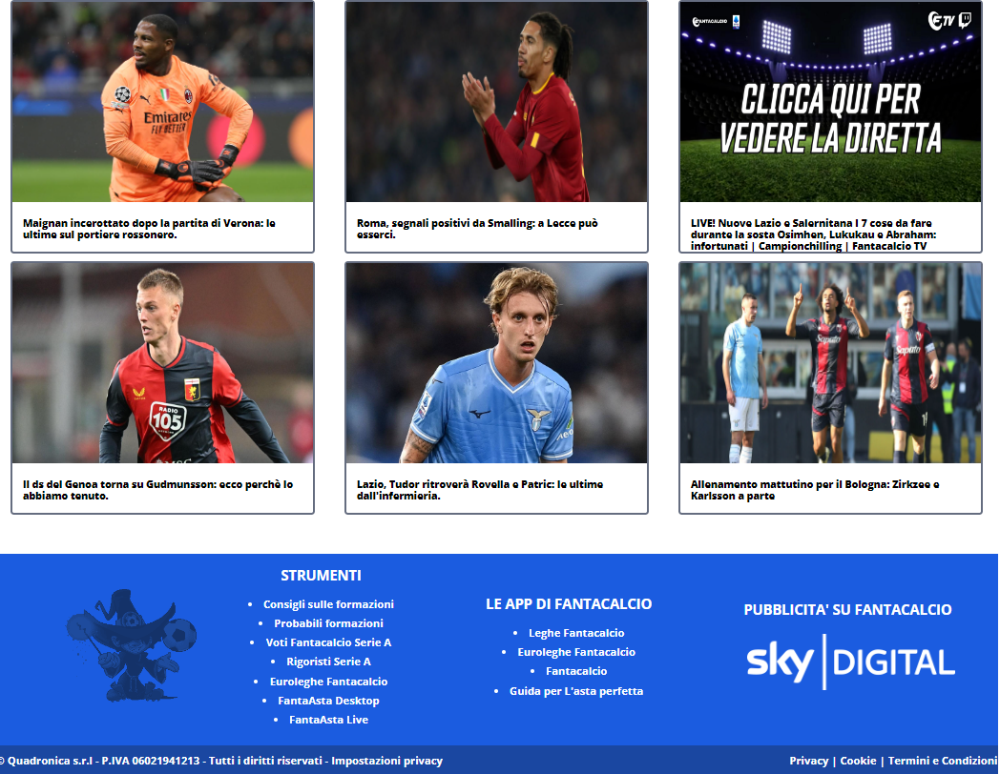 Emirates
FLY BETTER
FANTACALCIO
TV
CLICCA QUI PER
VEDERE LA DIRETTA
Maignan incerottato dopo la partita di Verona: le
ultime sul portiere rossonero.
Roma, segnali positivi da Smalling: a Lecce può
esserci.
LIVE! Nuove Lazio e Salernitana I 7 cose da fare
durante la sosta Osimhen, Lukukau e Abraham:
infortunati | Campionchilling | Fantacalcio TV
RADIO
105
MSC
Saputo
Saputo
Il ds del Genoa torna su Gudmunsson: ecco perchè lo
abbiamo tenuto.
Lazio, Tudor ritroverà Rovella e Patric: le ultime
dall'infermieria.
Allenamento mattutino per il Bologna: Zirkzee e
Karlsson a parte
STRUMENTI
• Consigli sulle formazioni
• Probabili formazioni
• Voti Fantacalcio Serie A
• Rigoristi Serie A
• Euroleghe Fantacalcio
• FantaAsta Desktop
• FantaAsta Live
LE APP DI FANTACALCIO
• Leghe Fantacalcio
• Euroleghe Fantacalcio
• Fantacalcio
• Guida per L'asta perfetta
PUBBLICITA' SU FANTACALCIO
sky DIGITAL
© Quadronica s.r.l - P.IVA 06021941213 - Tutti i diritti riservati - Impostazioni privacy
Privacy | Cookie | Termini e Condizioni